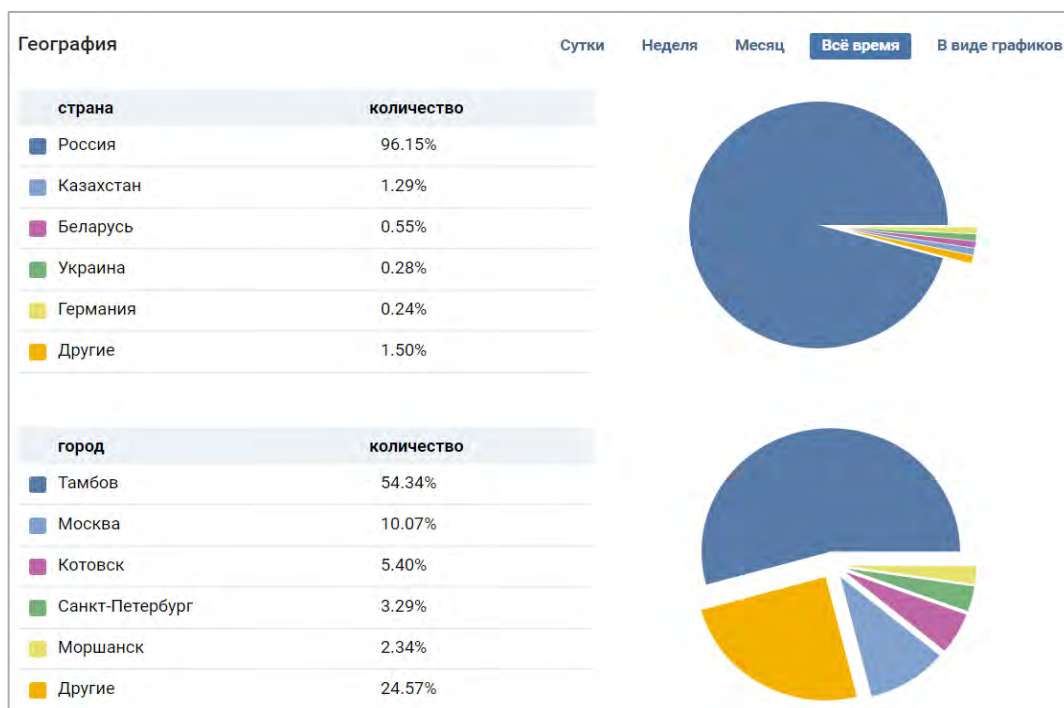 География Сутки Неделя Месяц Всё время В виде графиков
страна количество
Россия 96.15%
Казахстан 1.29%
Беларусь 0.55%
Украина 0.28%
Германия 0.24%
Другие 1.50%
город количество
Тамбов 54.34%
Москва 10.07%
Котовск 5.40%
Санкт-Петербург 3.29%
Моршанск 2.34%
Другие 24.57%